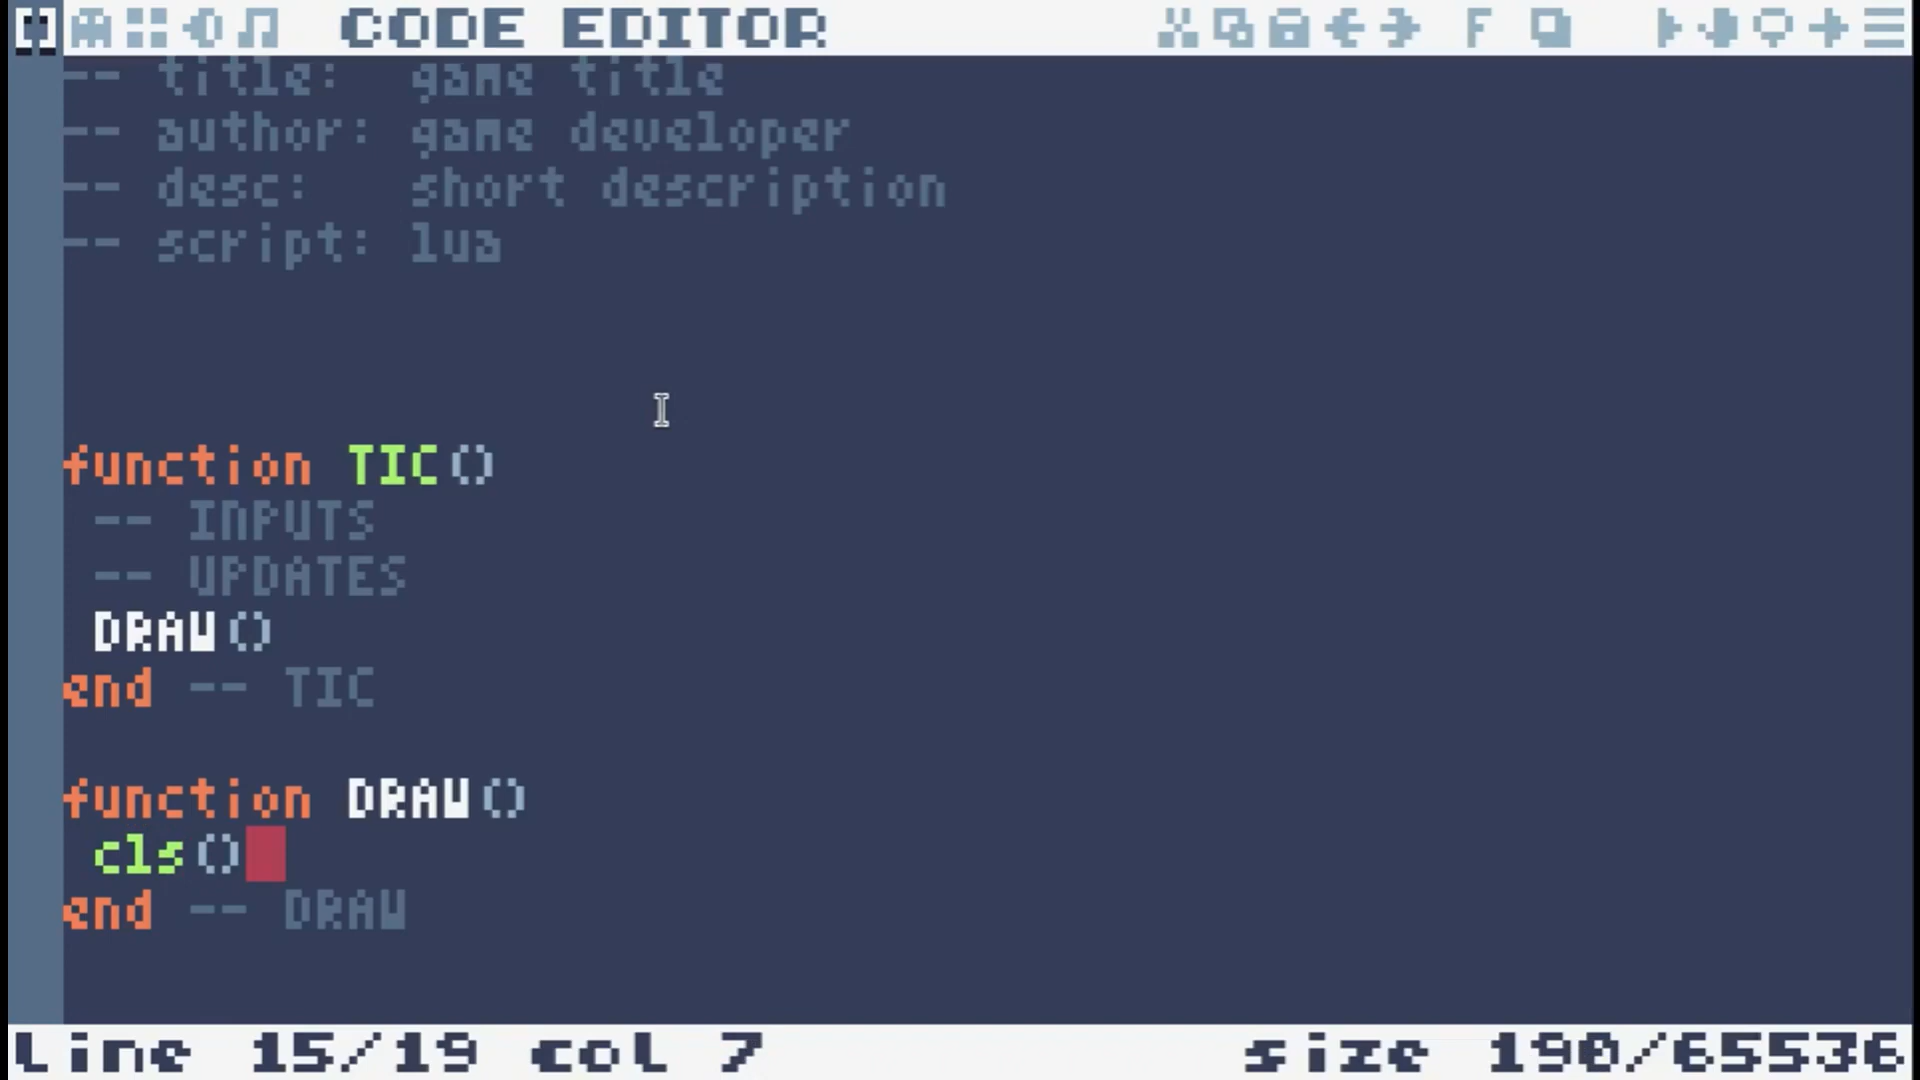 CODE EDITOR F
-- title:  game title
-- author: game developer
-- desc:   short description
-- script: lua
function TIC()
 -- INPUTS
 -- UPDATES
 DRAW()
end -- TIC
function DRAW()
 cls()
end -- DRAW
line 15/19 col 7 size 190/65536